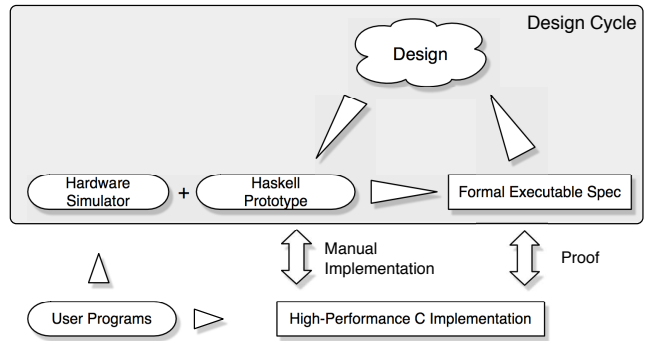 Design Cycle
Design
Hardware
Simulator
+
Haskell
Prototype
Formal Executable Spec
Manual
Implementation
Proof
User Programs
High-Performance C Implementation